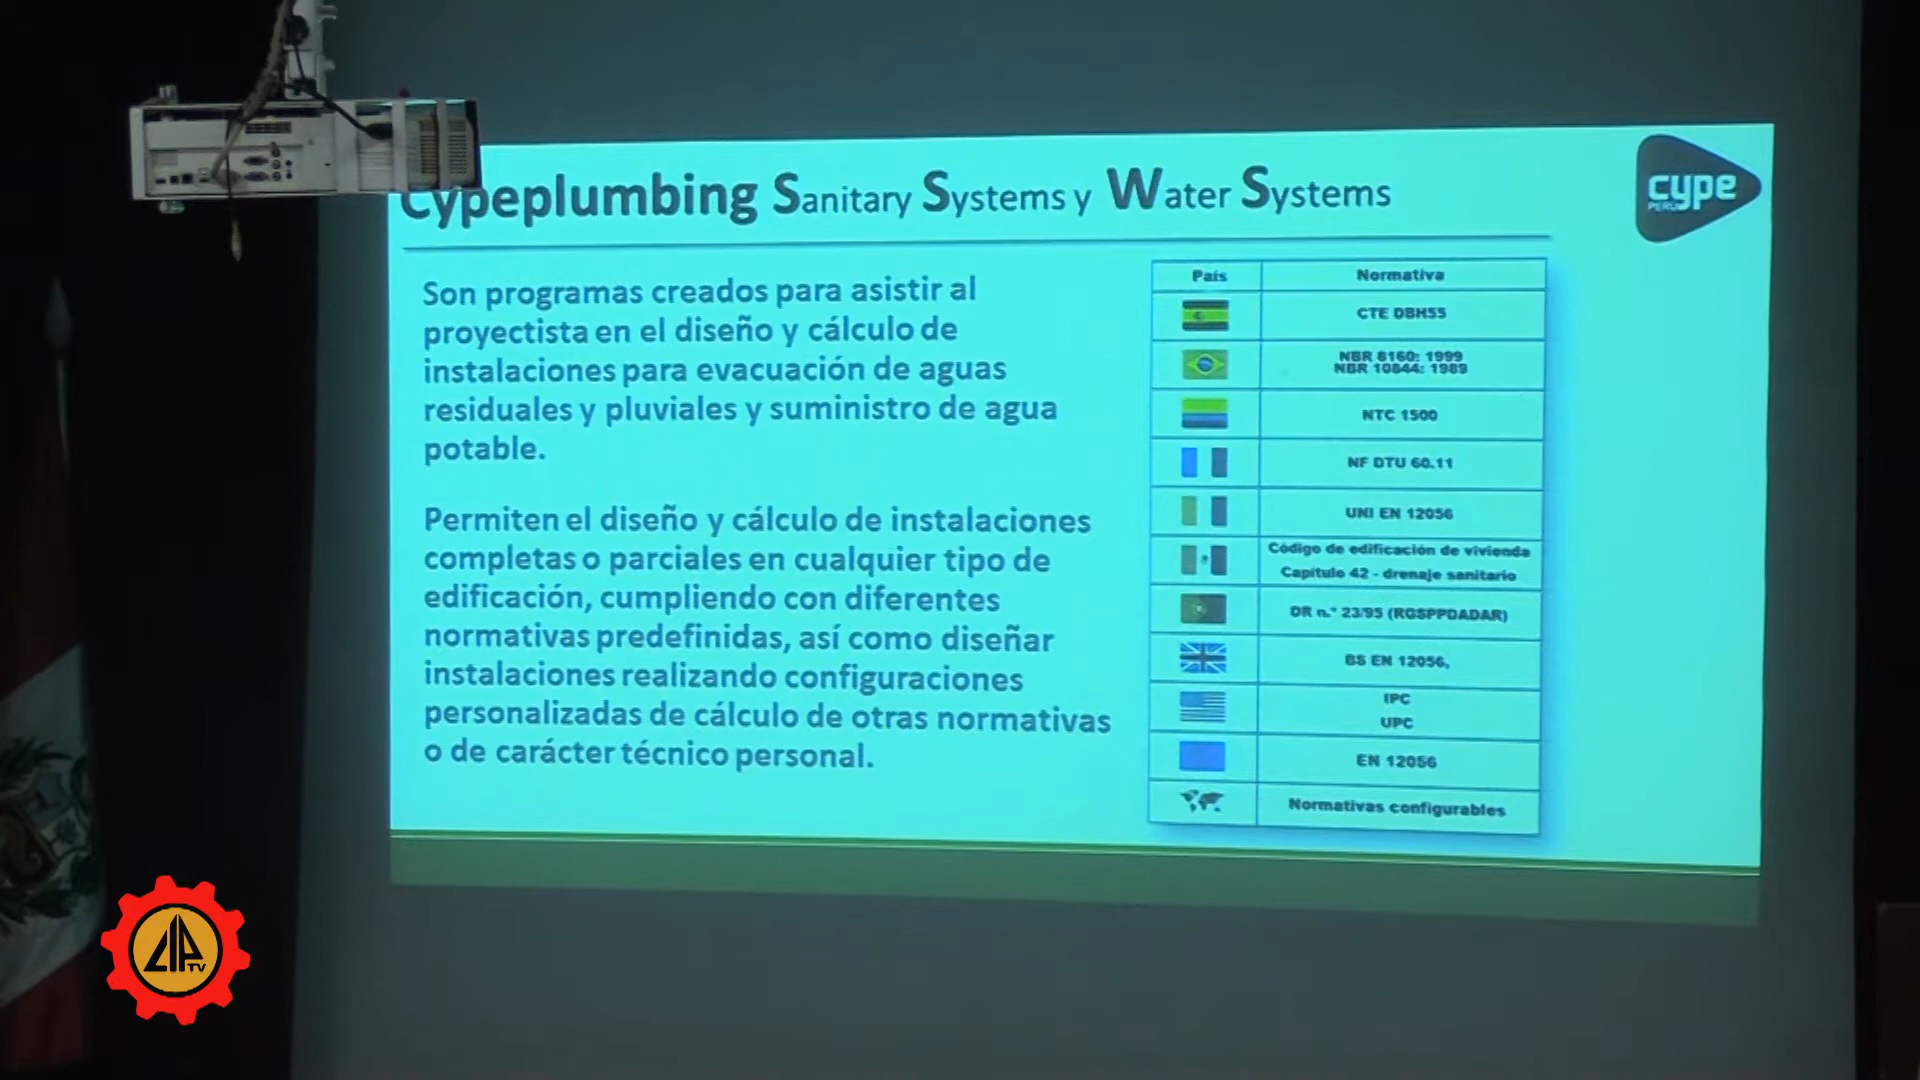 Cypeplumbing Sanitary Systems y Water Systems
cype
PERÚ
Son programas creados para asistir al
proyectista en el diseño y cálculo de
instalaciones para evacuación de aguas
residuales y pluviales y suministro de agua
potable.
Permiten el diseño y cálculo de instalaciones
completas o parciales en cualquier tipo de
edificación, cumpliendo con diferentes
normativas predefinidas, así como diseñar
instalaciones realizando configuraciones
personalizadas de cálculo de otras normativas
o de carácter técnico personal.
País Normativa
CTE DBHS5
NBR 8160: 1999
NBR 10844: 1989
NTC 1500
NF DTU 60.11
UNI EN 12056
Código de edificación de vivienda
Capítulo 42 - drenaje sanitario
DR n.º 23/95 (RGSPPDADAR)
BS EN 12056,
IPC
UPC
EN 12056
Normativas configurables
CIP
TV